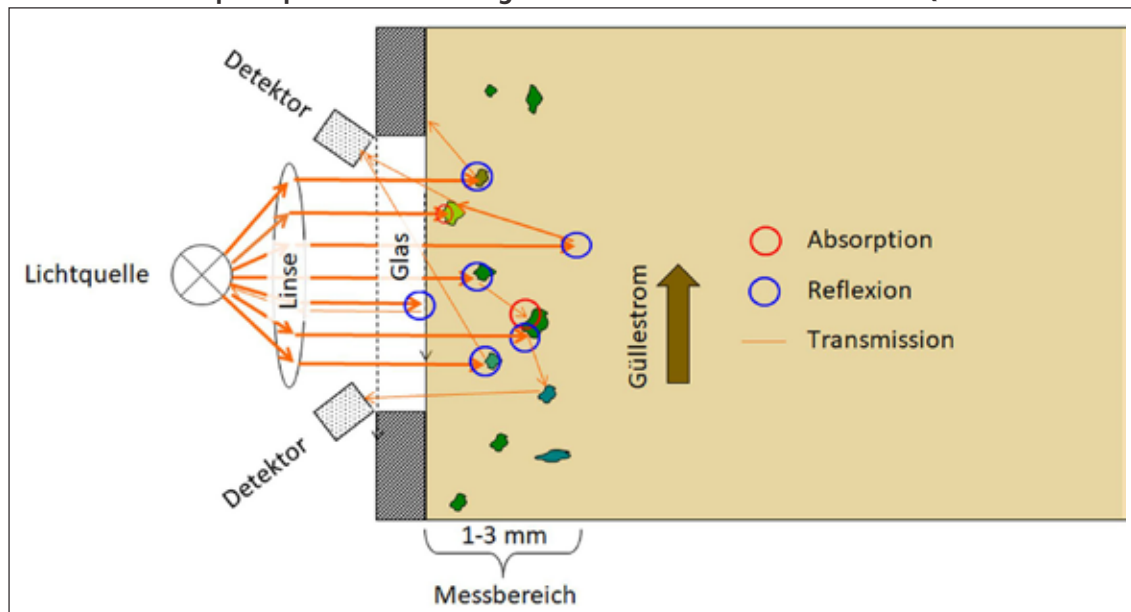 Detektor
Lichtquelle
Linse
Glas
Detektor
Absorption
Reflexion
Transmission
Güllestrom
1-3 mm
Messbereich